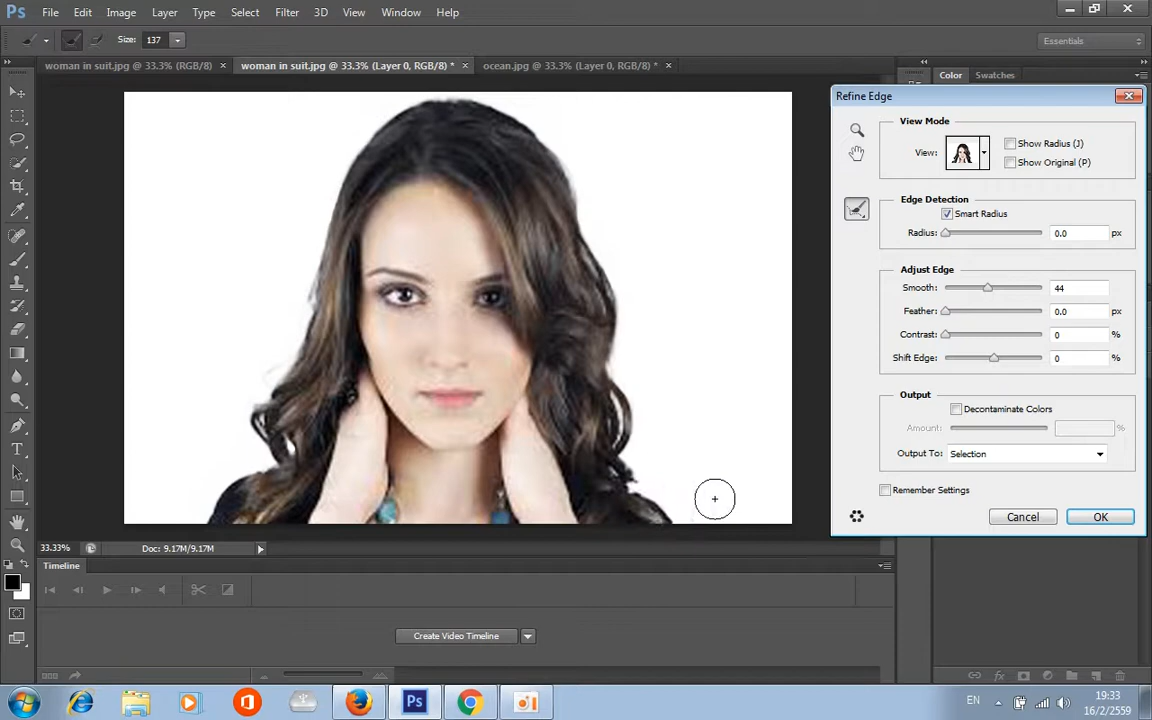 Ps File Edit Image Layer Type Select Filter 3D View Window Help
Size: 137 Essentials
woman in suit.jpg @ 33.3% (RGB/8) × woman in suit.jpg @ 33.3% (Layer 0, RGB/8) * × ocean.jpg @ 33.3% (Layer 0, RGB/8) * ×
Color Swatches
Refine Edge
View Mode
View:
Show Radius (J)
Show Original (P)
Edge Detection
Smart Radius
Radius: 0.0 px
Adjust Edge
Smooth: 44
Feather: 0.0 px
Contrast: 0 %
Shift Edge: 0 %
Output
Decontaminate Colors
Amount: %
Output To: Selection
Remember Settings
Cancel OK
33.33% Doc: 9.17M/9.17M
Timeline
Create Video Timeline
Ps
EN
19:33
16/2/2559